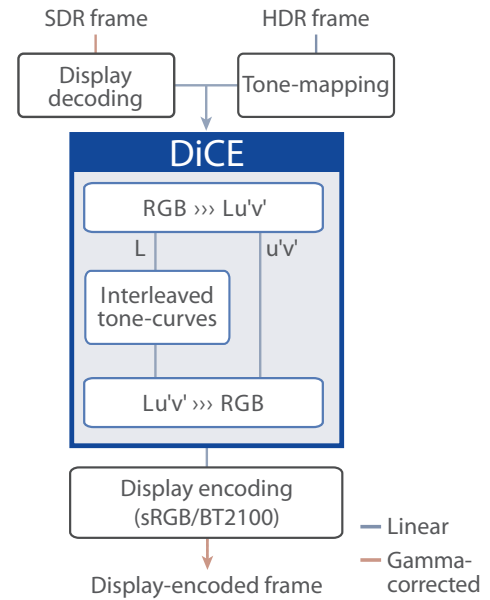 SDR frame
HDR frame
Display
decoding
Tone-mapping
DiCE
RGB ››› Lu'v'
L
u'v'
Interleaved
tone-curves
Lu'v' ››› RGB
Display encoding
(sRGB/BT2100)
Linear
Gamma-
corrected
Display-encoded frame